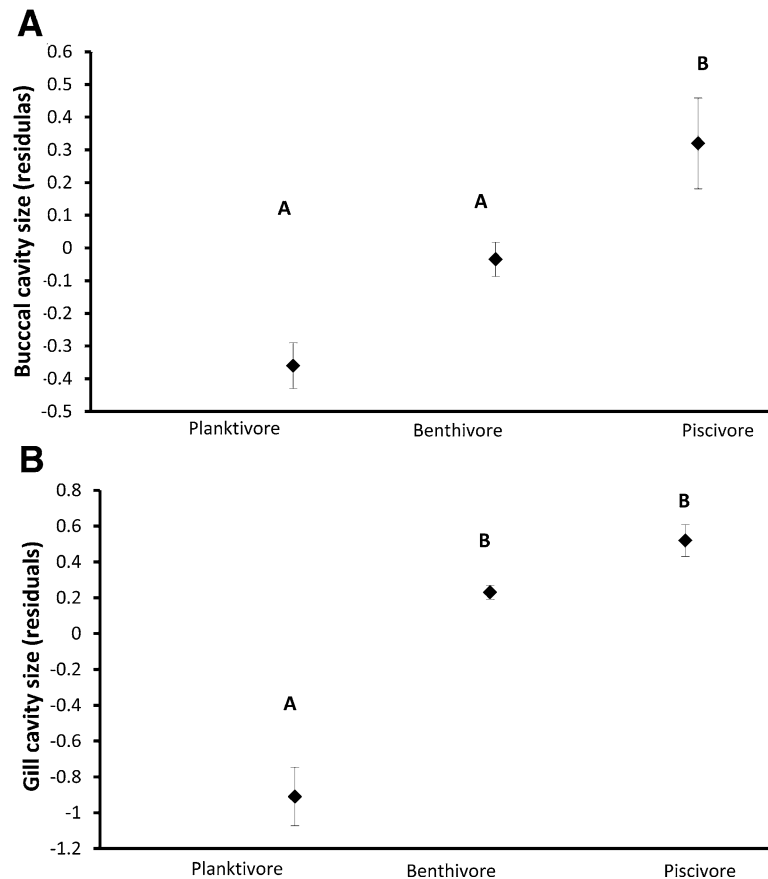 A
0.6
0.5
0.4
0.3
0.2
0.1
0
-0.1
-0.2
-0.3
-0.4
-0.5
Bucccal cavity size (residulas)
A
A
B
Planktivore Benthivore Piscivore
B
0.8
0.6
0.4
0.2
0
-0.2
-0.4
-0.6
-0.8
-1
-1.2
Gill cavity size (residuals)
A
B
B
Planktivore Benthivore Piscivore